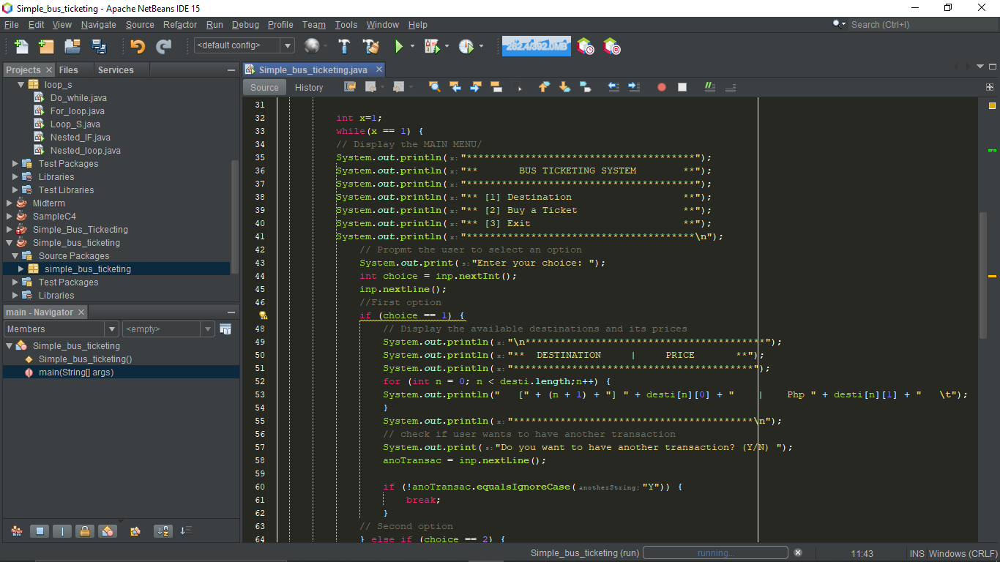 Simple_bus_ticketing - Apache NetBeans IDE 15
File Edit View Navigate Source Refactor Run Debug Profile Team Tools Window Help
Search (Ctrl+I)
<default config>
262.4/392.0MB
Projects Files Services
loop_s
Do_while.java
For_loop.java
Loop_S.java
Nested_IF.java
Nested_loop.java
Test Packages
Libraries
Test Libraries
Midterm
SampleC4
Simple_Bus_Tickecting
Simple_bus_ticketing
Source Packages
simple_bus_ticketing
Test Packages
Libraries
main - Navigator
Members <empty>
Simple_bus_ticketing
Simple_bus_ticketing()
main(String[] args)
Simple_bus_ticketing.java
Source History
31
32 int x=1;
33 while(x == 1) {
34 // Display the MAIN MENU/
35 System.out.println( x: "***************************************");
36 System.out.println( x: "**       BUS TICKETING SYSTEM        **");
37 System.out.println( x: "***************************************");
38 System.out.println( x: "** [1] Destination                   **");
39 System.out.println( x: "** [2] Buy a Ticket                  **");
40 System.out.println( x: "** [3] Exit                          **");
41 System.out.println( x: "***************************************\n");
42 // Propmt the user to select an option
43 System.out.print( s: "Enter your choice: ");
44 int choice = inp.nextInt();
45 inp.nextLine();
46 //First option
if (choice == 1) {
48 // Display the available destinations and its prices
49 System.out.println( x: "\n*****************************************");
50 System.out.println( x: "**  DESTINATION     |     PRICE       **");
51 System.out.println( x: "*****************************************");
52 for (int n = 0; n < desti.length;n++) {
53 System.out.println("   [" + (n + 1) + "] " + desti[n][0] + "    |    Php " + desti[n][1] + "   \t");
54 }
55 System.out.println( x: "*****************************************\n");
56 // check if user wants to have another transaction
57 System.out.print( s: "Do you want to have another transaction? (Y/N) ");
58 anoTransac = inp.nextLine();
59
60 if (!anoTransac.equalsIgnoreCase( anotherString: "Y")) {
61 break;
62 }
63 // Second option
64 } else if (choice == 2) {
Simple_bus_ticketing (run) running... 11:43 INS Windows (CRLF)